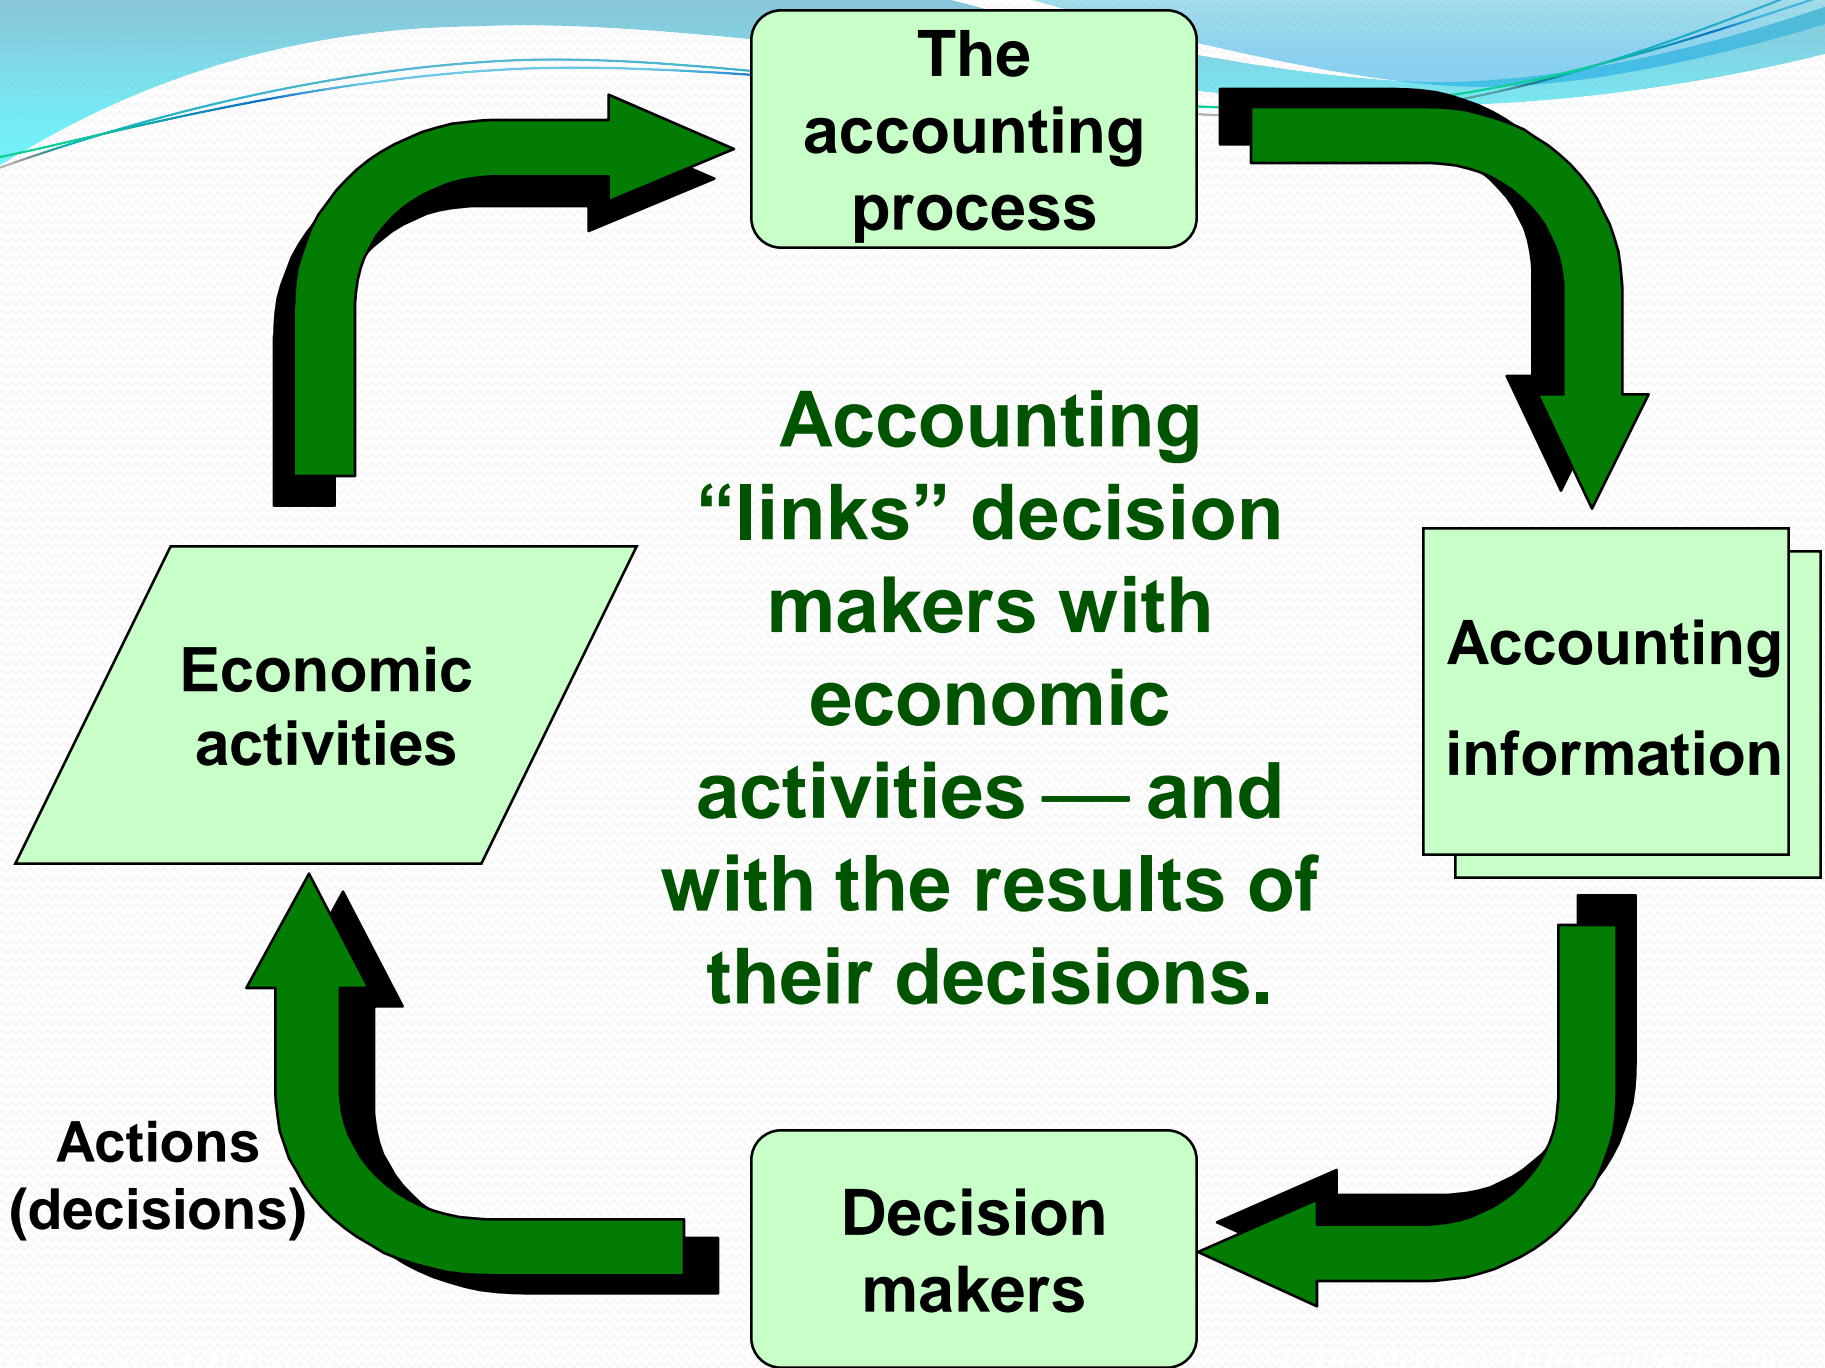 The
accounting
process
Accounting
“links” decision
makers with
economic
activities — and
with the results of
their decisions.
Economic
activities
Accounting
information
Actions
(decisions)
Decision
makers